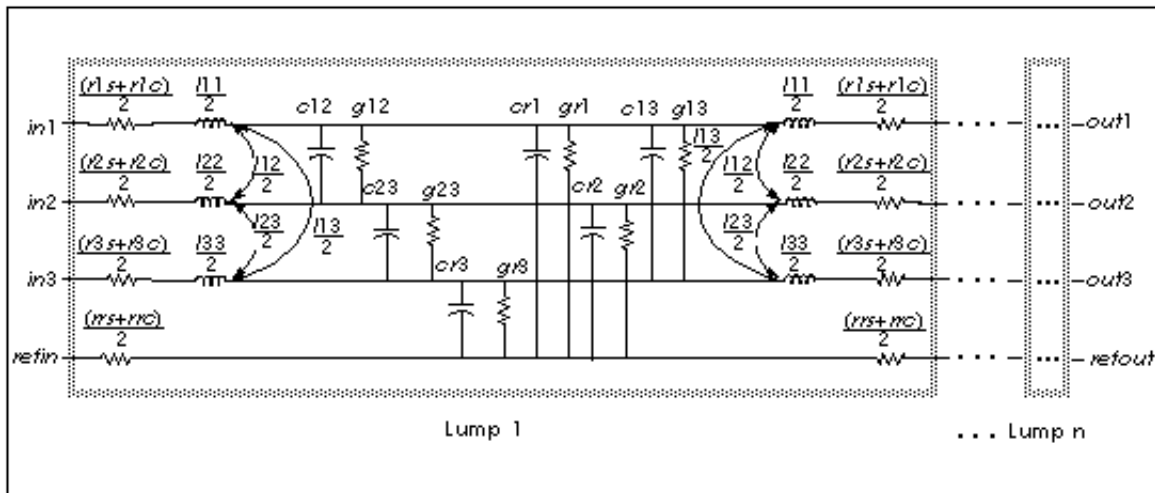 (r1s+r1c)/2 l11/2 c12 g12 cr1 gr1 c13 g13 l11/2 (r1s+r1c)/2
in1 l13/2 ... out1
(r2s+r2c)/2 l22/2 l12/2 c23 g23 cr2 gr2 l12/2 l22/2 (r2s+r2c)/2
in2 ... out2
(r3s+r3c)/2 l33/2 l23/2 l13/2 cr3 gr3 l23/2 l33/2 (r3s+r3c)/2
in3 ... out3
(rrs+rrc)/2 (rrs+rrc)/2
refin ... refout
Lump 1 ... Lump n